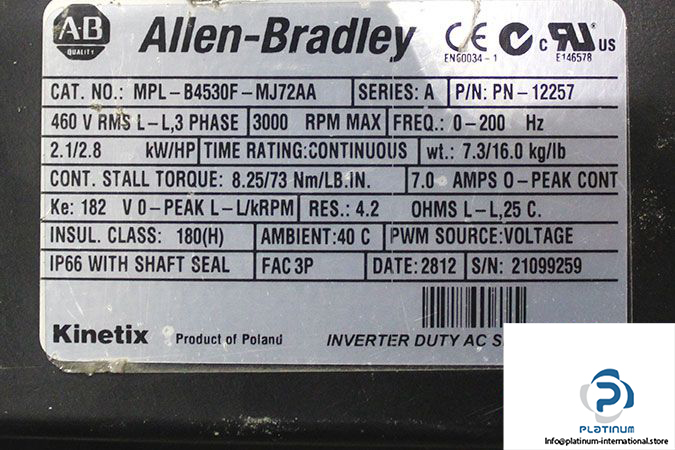 AB
QUALITY
Allen-Bradley
CE
EN60034-1
c UR US
E146578
CAT. NO.: MPL-B4530F-MJ72AA SERIES: A P/N: PN-12257
460 V RMS L-L,3 PHASE 3000 RPM MAX FREQ.: 0-200 Hz
2.1/2.8 kW/HP TIME RATING:CONTINUOUS wt.: 7.3/16.0 kg/lb
CONT. STALL TORQUE: 8.25/73 Nm/LB.IN. 7.0 AMPS 0-PEAK CONT
Ke: 182 V 0-PEAK L-L/kRPM RES.: 4.2 OHMS L-L,25 C.
INSUL. CLASS: 180(H) AMBIENT:40 C PWM SOURCE:VOLTAGE
IP66 WITH SHAFT SEAL FAC 3P DATE: 2812 S/N: 21099259
Kinetix Product of Poland INVERTER DUTY AC S
PLATINUM
Info@platinum-international.store